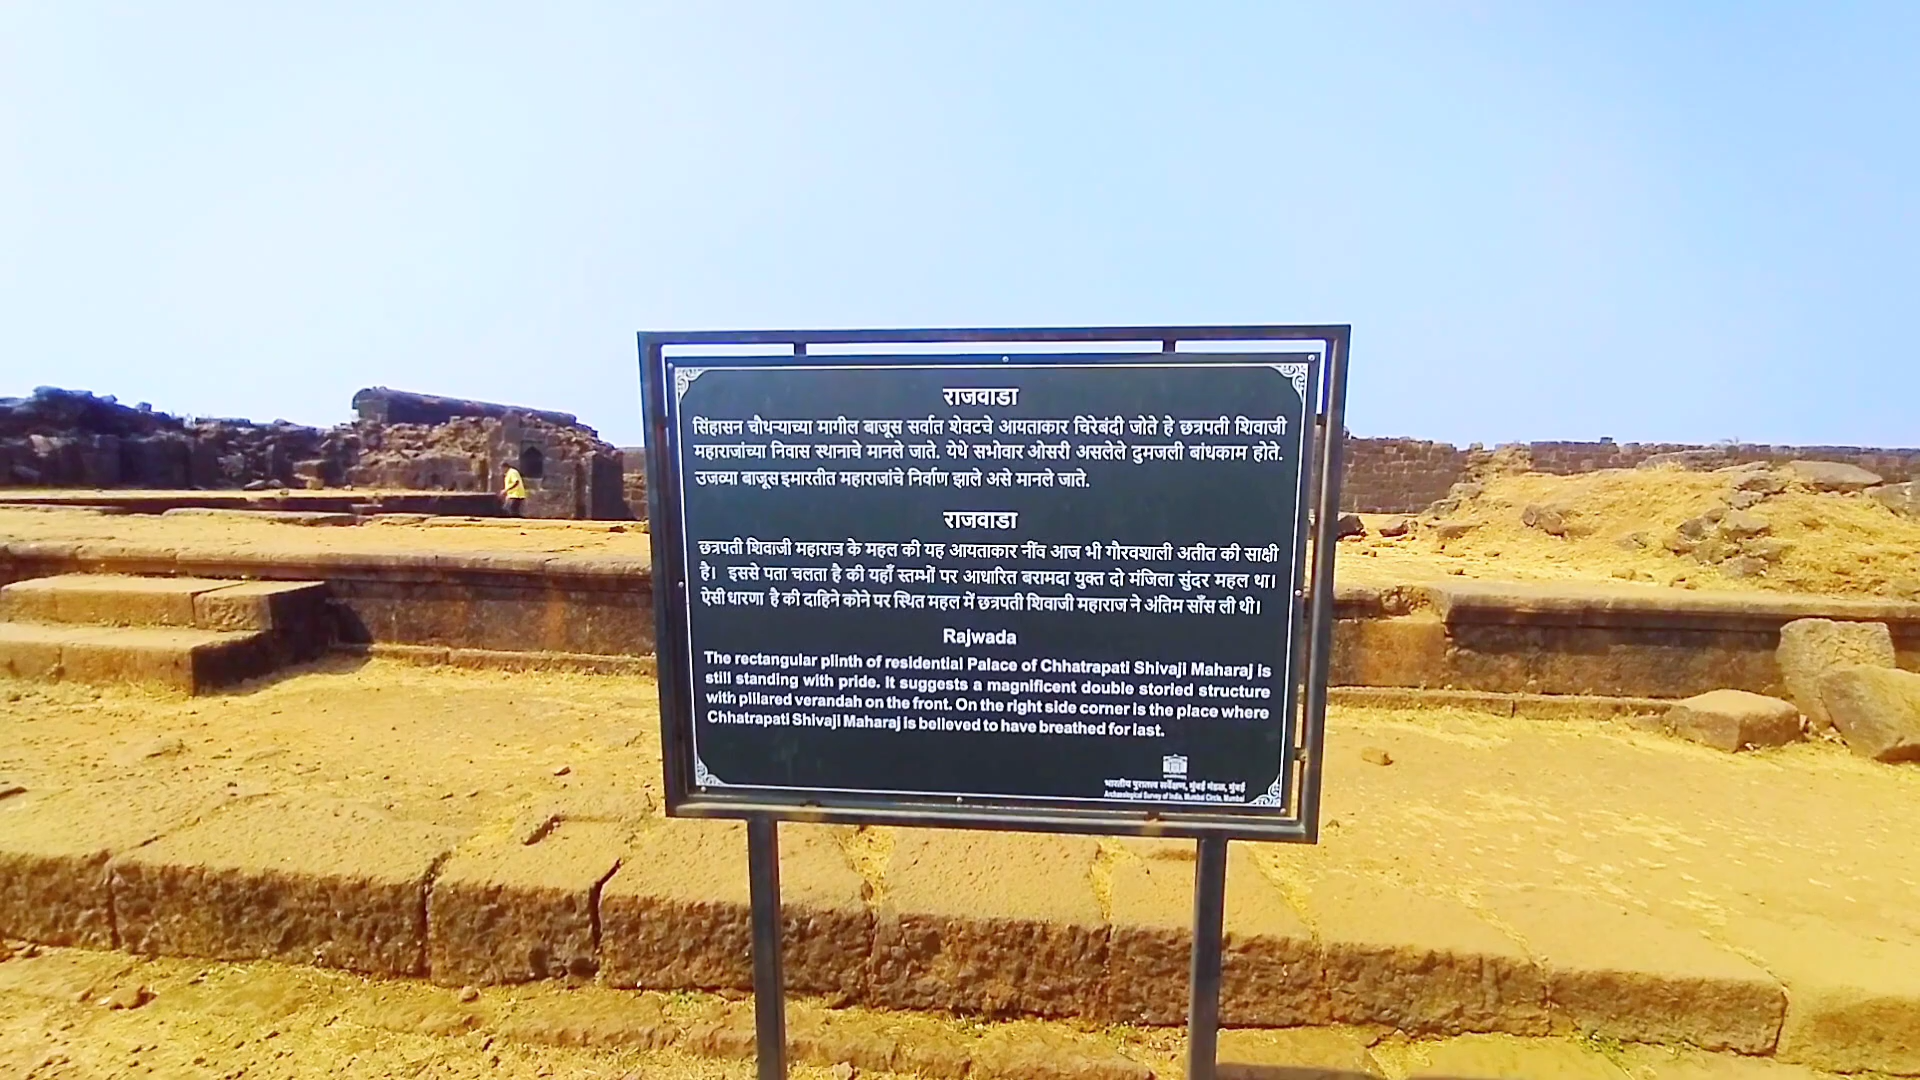 राजवाडा
सिंहासन चौथऱ्याच्या मागील बाजूस सर्वात शेवटचे आयताकार चिरेबंदी जोते हे छत्रपती शिवाजी
महाराजांच्या निवास स्थानाचे मानले जाते. येथे सभोवार ओसरी असलेले दुमजली बांधकाम होते.
उजव्या बाजूस इमारतीत महाराजांचे निर्वाण झाले असे मानले जाते.
राजवाडा
छत्रपती शिवाजी महाराज के महल की यह आयताकार नींव आज भी गौरवशाली अतीत की साक्षी
है। इससे पता चलता है की यहाँ स्तम्भों पर आधारित बरामदा युक्त दो मंजिला सुंदर महल था।
ऐसी धारणा है की दाहिने कोने पर स्थित महल में छत्रपती शिवाजी महाराज ने अंतिम साँस ली थी।
Rajwada
The rectangular plinth of residential Palace of Chhatrapati Shivaji Maharaj is
still standing with pride. It suggests a magnificent double storied structure
with pillared verandah on the front. On the right side corner is the place where
Chhatrapati Shivaji Maharaj is believed to have breathed for last.
भारतीय पुरातत्व सर्वेक्षण, मुंबई मंडळ, मुंबई
Archaeological Survey of India, Mumbai Circle, Mumbai